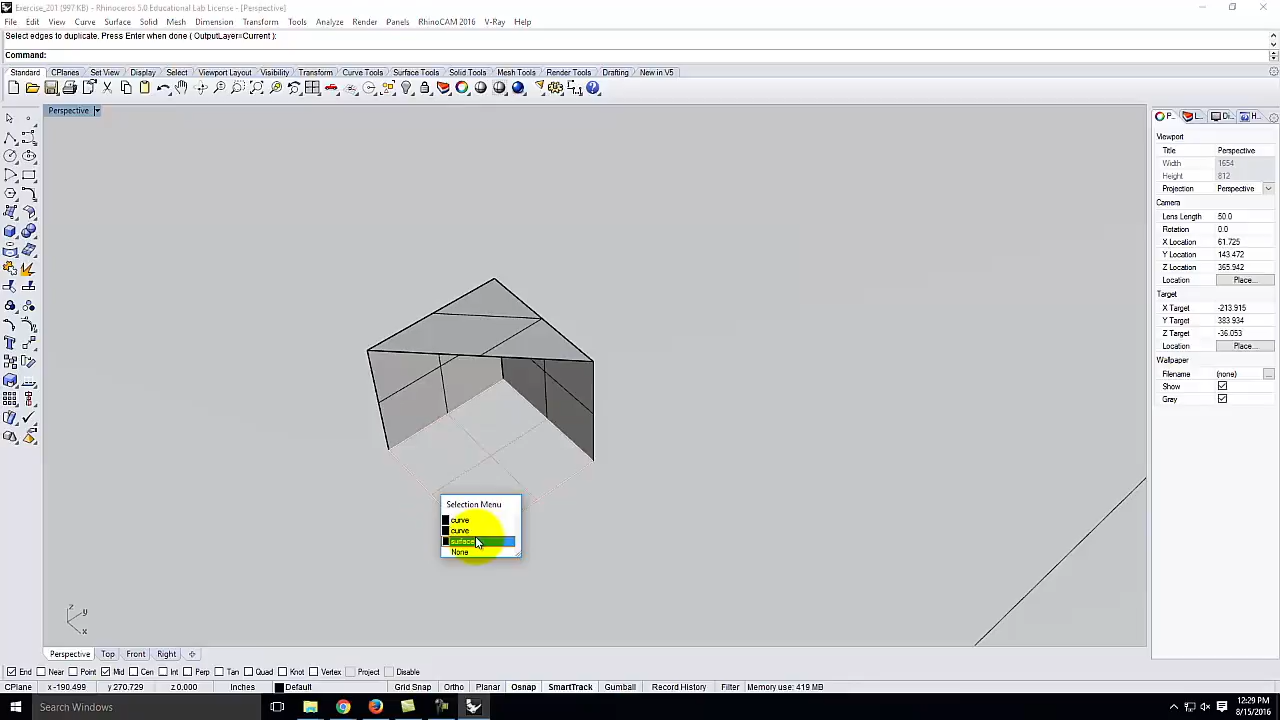 Exercise_201 (997 KB) - Rhinoceros 5.0 Educational Lab License - [Perspective]
File Edit View Curve Surface Solid Mesh Dimension Transform Tools Analyze Render Panels RhinoCAM 2016 V-Ray Help
Select edges to duplicate. Press Enter when done ( OutputLayer=Current ):
Command:
Standard CPlanes Set View Display Select Viewport Layout Visibility Transform Curve Tools Surface Tools Solid Tools Mesh Tools Render Tools Drafting New in V5
Perspective
P... L... Di... H...
Viewport
Title Perspective
Width 1654
Height 812
Projection Perspective
Camera
Lens Length 50.0
Rotation 0.0
X Location 61.725
Y Location 143.472
Z Location 365.942
Location Place...
Target
X Target -213.915
Y Target 383.934
Z Target -36.053
Location Place...
Wallpaper
Filename (none) ...
Show
Gray
Selection Menu
curve
curve
surface
None
z y x
Perspective Top Front Right
End Near Point Mid Cen Int Perp Tan Quad Knot Vertex Project Disable
CPlane x -190.499 y 270.729 z 0.000 Inches Default Grid Snap Ortho Planar Osnap SmartTrack Gumball Record History Filter Memory use: 419 MB
Search Windows
12:29 PM
8/15/2016